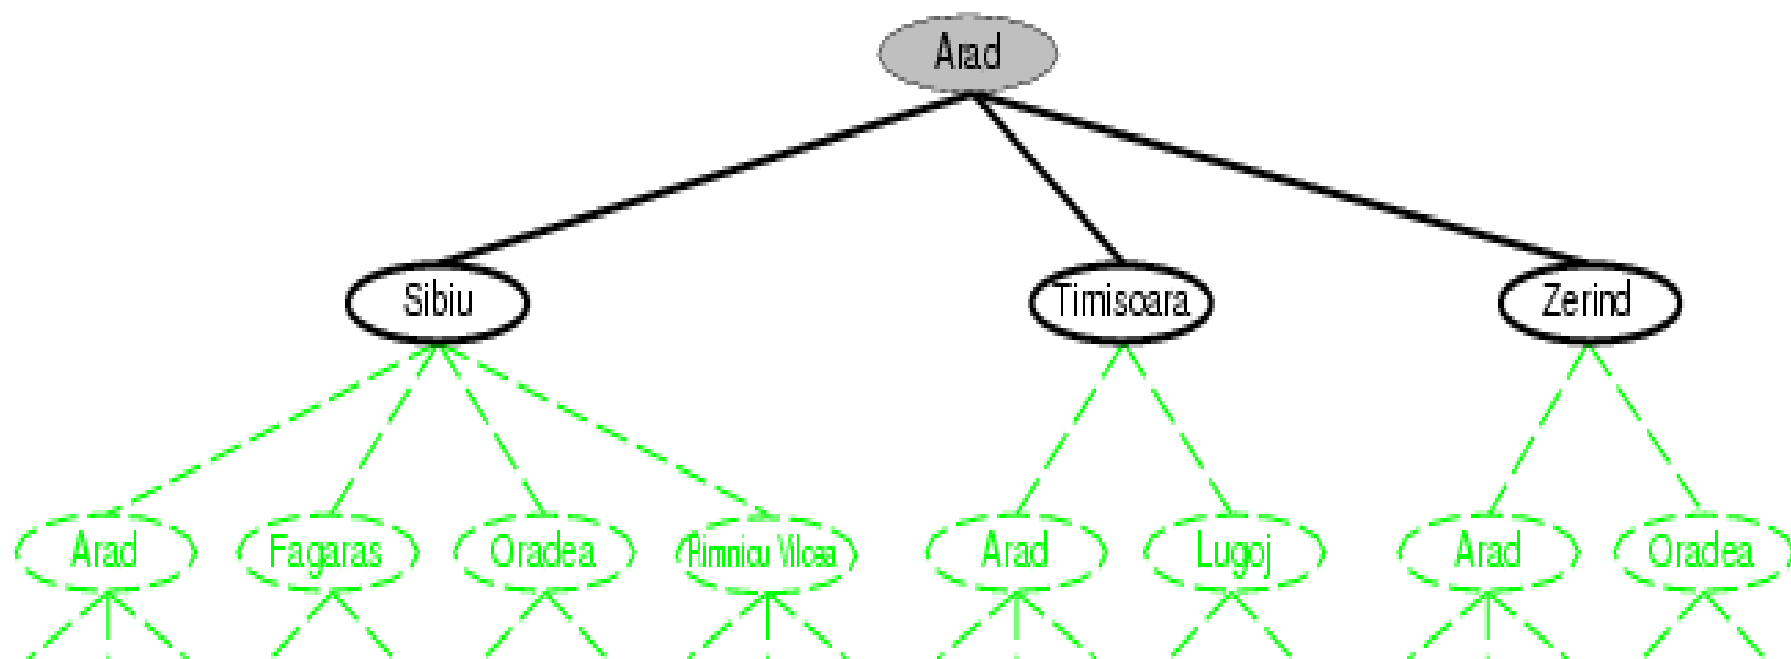 Arad
Sibiu
Timisoara
Zerind
Arad
Fagaras
Oradea
Rimnicu Vilcea
Arad
Lugoj
Arad
Oradea